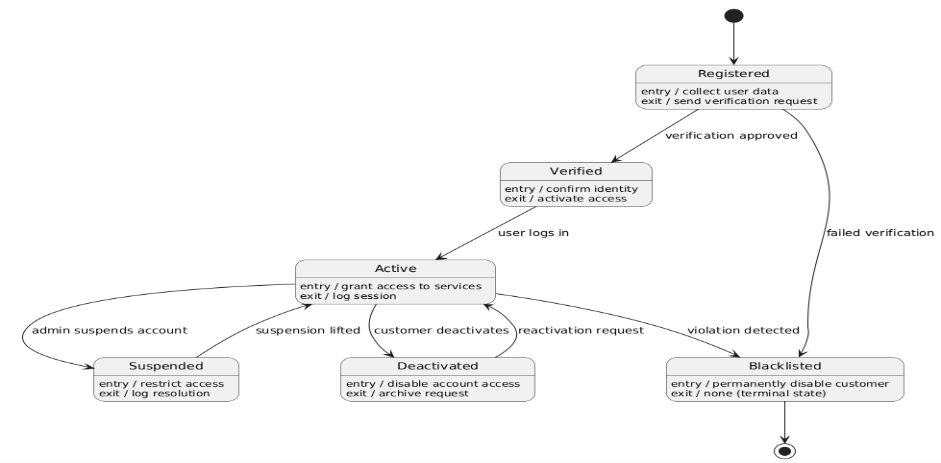 Registered
entry / collect user data
exit / send verification request
verification approved
Verified
entry / confirm identity
exit / activate access
user logs in
failed verification
Active
entry / grant access to services
exit / log session
admin suspends account
suspension lifted
customer deactivates
reactivation request
violation detected
Suspended
entry / restrict access
exit / log resolution
Deactivated
entry / disable account access
exit / archive request
Blacklisted
entry / permanently disable customer
exit / none (terminal state)